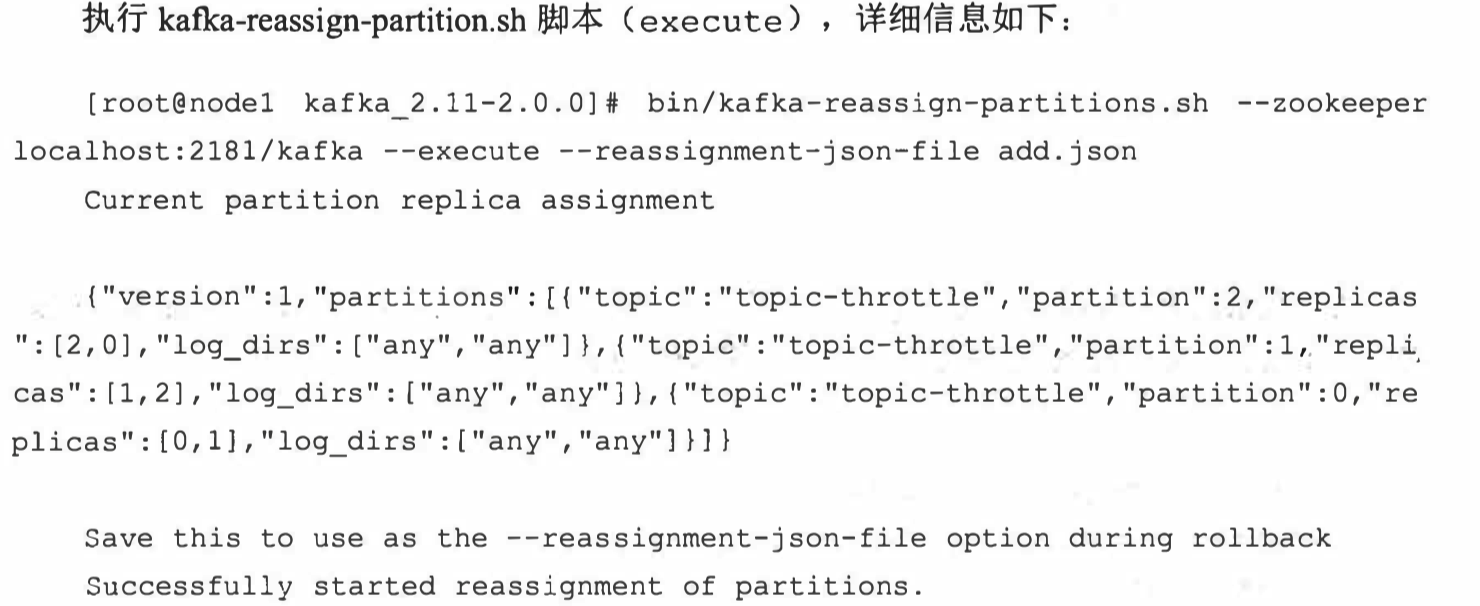 执行 kafka-reassign-partition.sh 脚本（execute），详细信息如下：
[root@node1 kafka_2.11-2.0.0]# bin/kafka-reassign-partitions.sh --zookeeper
localhost:2181/kafka --execute --reassignment-json-file add.json
Current partition replica assignment
{"version":1,"partitions":[{"topic":"topic-throttle","partition":2,"replicas
":[2,0],"log_dirs":["any","any"]},{"topic":"topic-throttle","partition":1,"repli
cas":[1,2],"log_dirs":["any","any"]},{"topic":"topic-throttle","partition":0,"re
plicas":[0,1],"log_dirs":["any","any"]}]}
Save this to use as the --reassignment-json-file option during rollback
Successfully started reassignment of partitions.